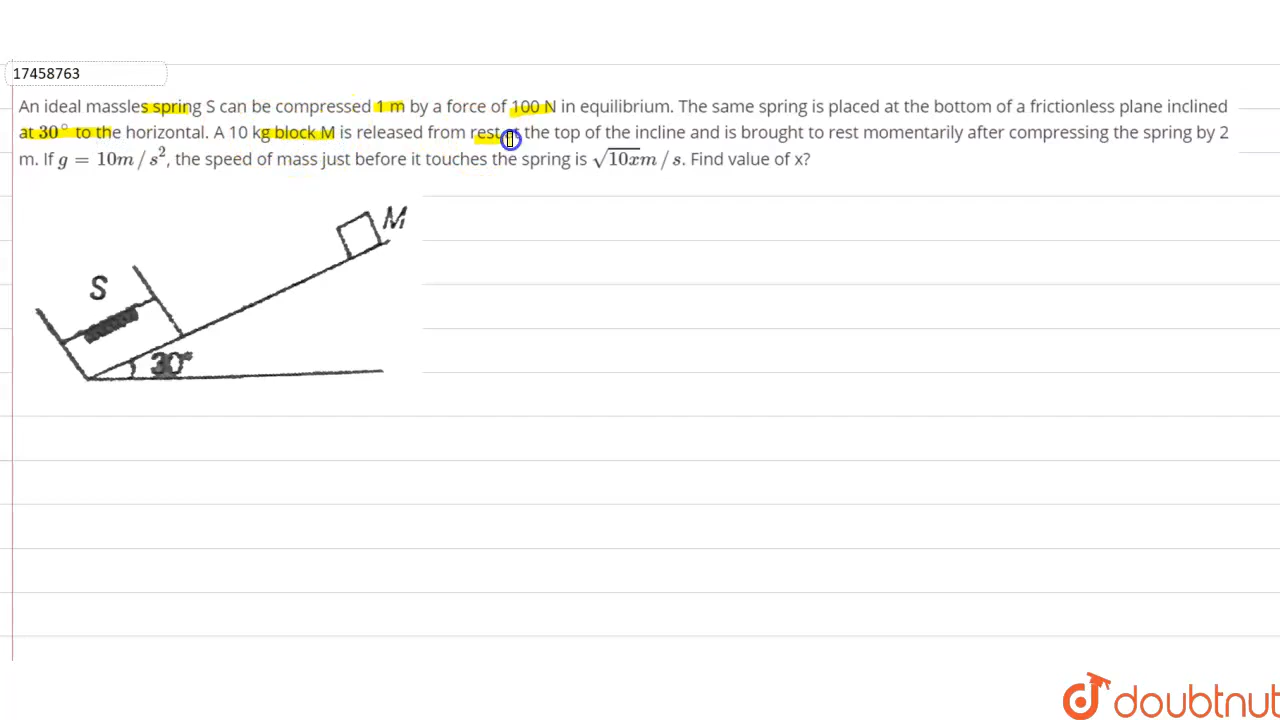 17458763
An ideal massles spring S can be compressed 1 m by a force of 100 N in equilibrium. The same spring is placed at the bottom of a frictionless plane inclined
at 30° to the horizontal. A 10 kg block M is released from rest at the top of the incline and is brought to rest momentarily after compressing the spring by 2
m. If g = 10m/s², the speed of mass just before it touches the spring is √10x m/s. Find value of x?
M
S
30°
doubtnut